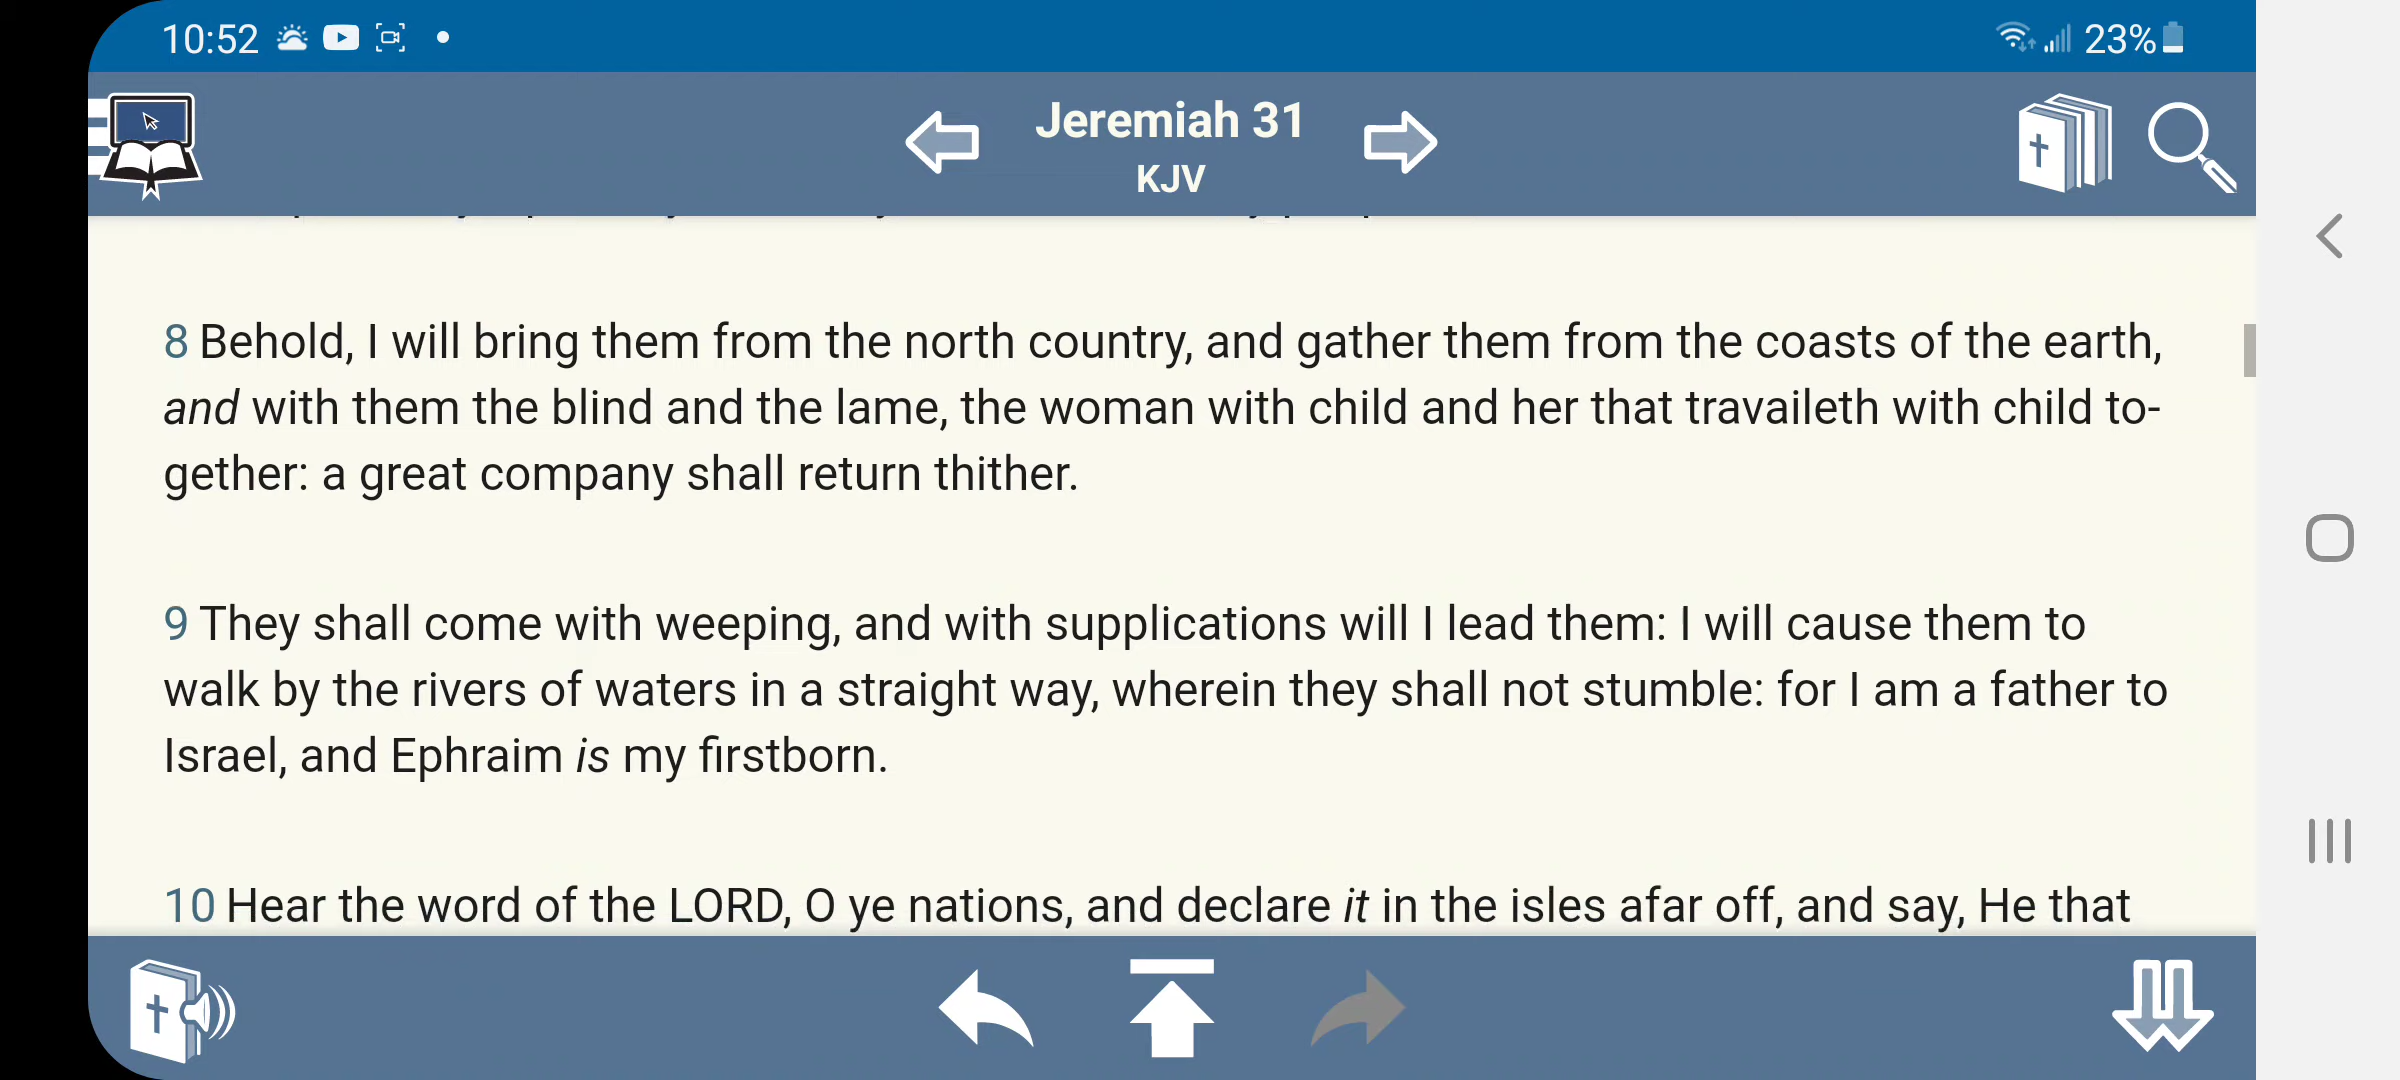 10:52
23%
Jeremiah 31
KJV
8 Behold, I will bring them from the north country, and gather them from the coasts of the earth,
and with them the blind and the lame, the woman with child and her that travaileth with child to-
gether: a great company shall return thither.
9 They shall come with weeping, and with supplications will I lead them: I will cause them to
walk by the rivers of waters in a straight way, wherein they shall not stumble: for I am a father to
Israel, and Ephraim is my firstborn.
10 Hear the word of the LORD, O ye nations, and declare it in the isles afar off, and say, He that